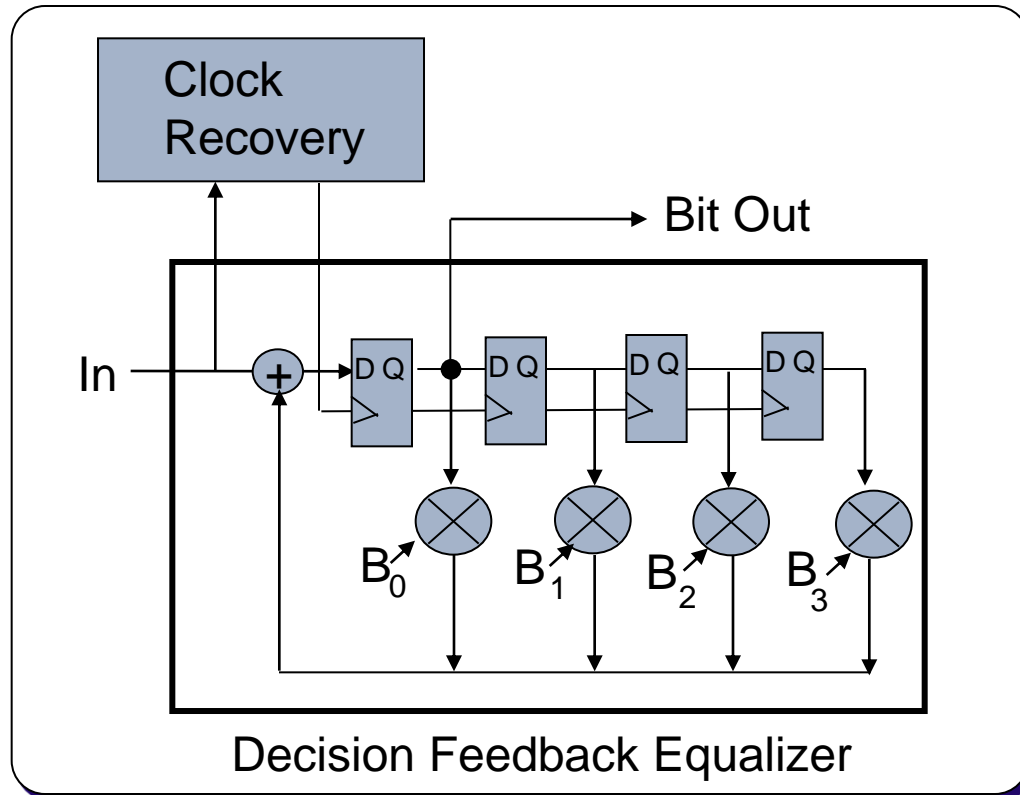 Clock
Recovery
Bit Out
In
+
D Q
D Q
D Q
D Q
B0
B1
B2
B3
Decision Feedback Equalizer